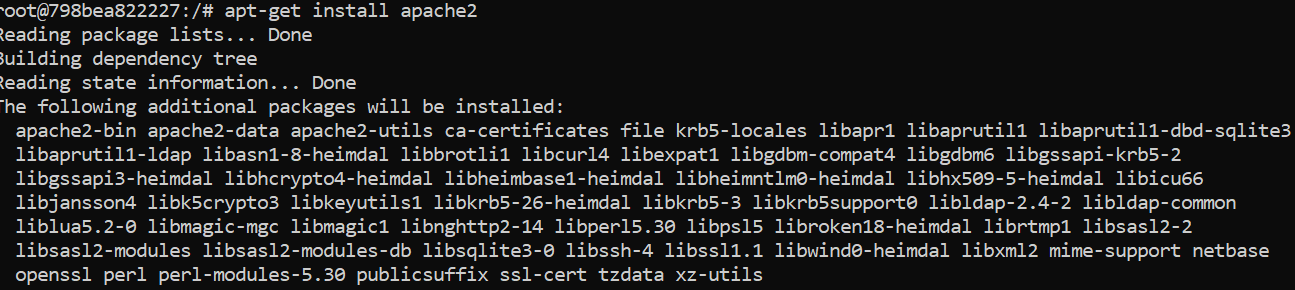 root@798bea822227:/# apt-get install apache2
Reading package lists... Done
Building dependency tree
Reading state information... Done
The following additional packages will be installed:
  apache2-bin apache2-data apache2-utils ca-certificates file krb5-locales libapr1 libaprutil1 libaprutil1-dbd-sqlite3
  libaprutil1-ldap libasn1-8-heimdal libbrotli1 libcurl4 libexpat1 libgdbm-compat4 libgdbm6 libgssapi-krb5-2
  libgssapi3-heimdal libhcrypto4-heimdal libheimbase1-heimdal libheimntlm0-heimdal libhx509-5-heimdal libicu66
  libjansson4 libk5crypto3 libkeyutils1 libkrb5-26-heimdal libkrb5-3 libkrb5support0 libldap-2.4-2 libldap-common
  liblua5.2-0 libmagic-mgc libmagic1 libnghttp2-14 libperl5.30 libpsl5 libroken18-heimdal librtmp1 libsasl2-2
  libsasl2-modules libsasl2-modules-db libsqlite3-0 libssh-4 libssl1.1 libwind0-heimdal libxml2 mime-support netbase
  openssl perl perl-modules-5.30 publicsuffix ssl-cert tzdata xz-utils